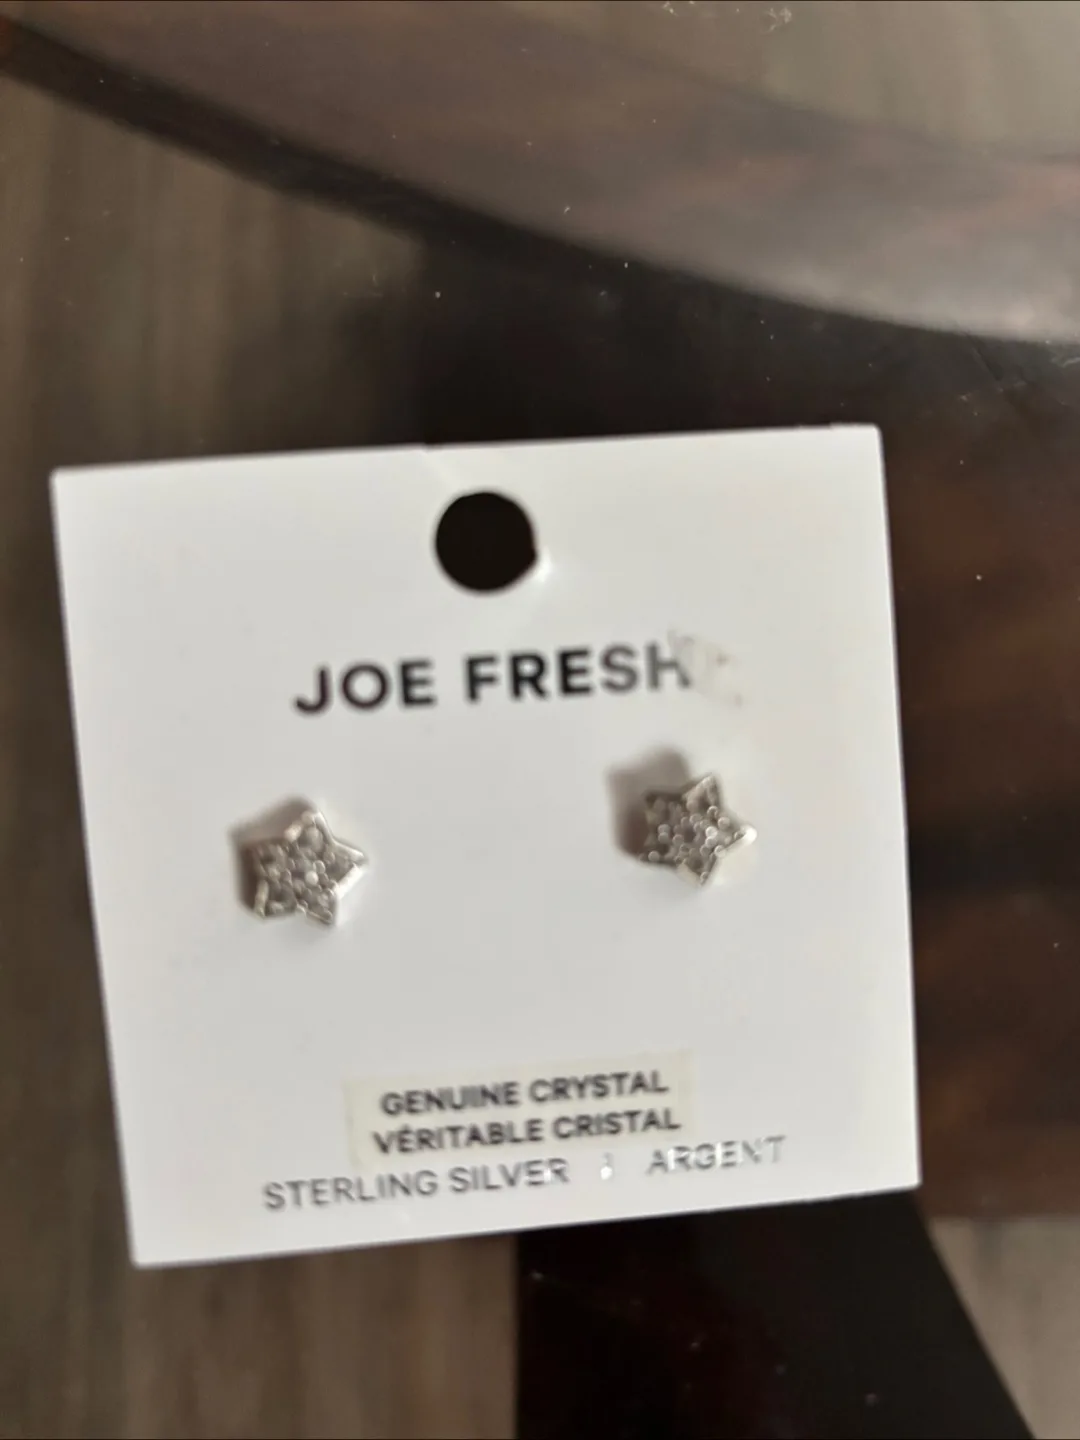 JOE FRESH
GENUINE CRYSTAL
VÉRITABLE CRISTAL
STERLING SILVER | ARGENT